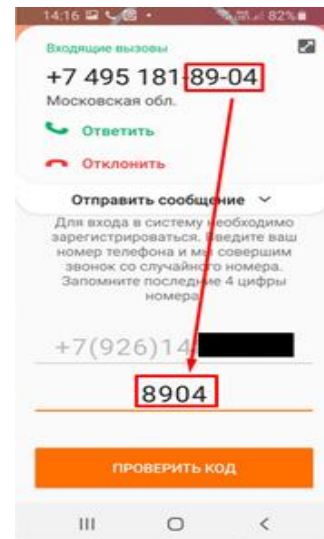 14:16 82%
Входящие вызовы
+7 495 181-89-04
Московская обл.
Ответить
Отклонить
Отправить сообщение
Для входа в систему необходимо
зарегистрироваться. Введите ваш
номер телефона и мы совершим
звонок со случайного номера.
Запомните последние 4 цифры
номера
+7(926)14
8904
ПРОВЕРИТЬ КОД